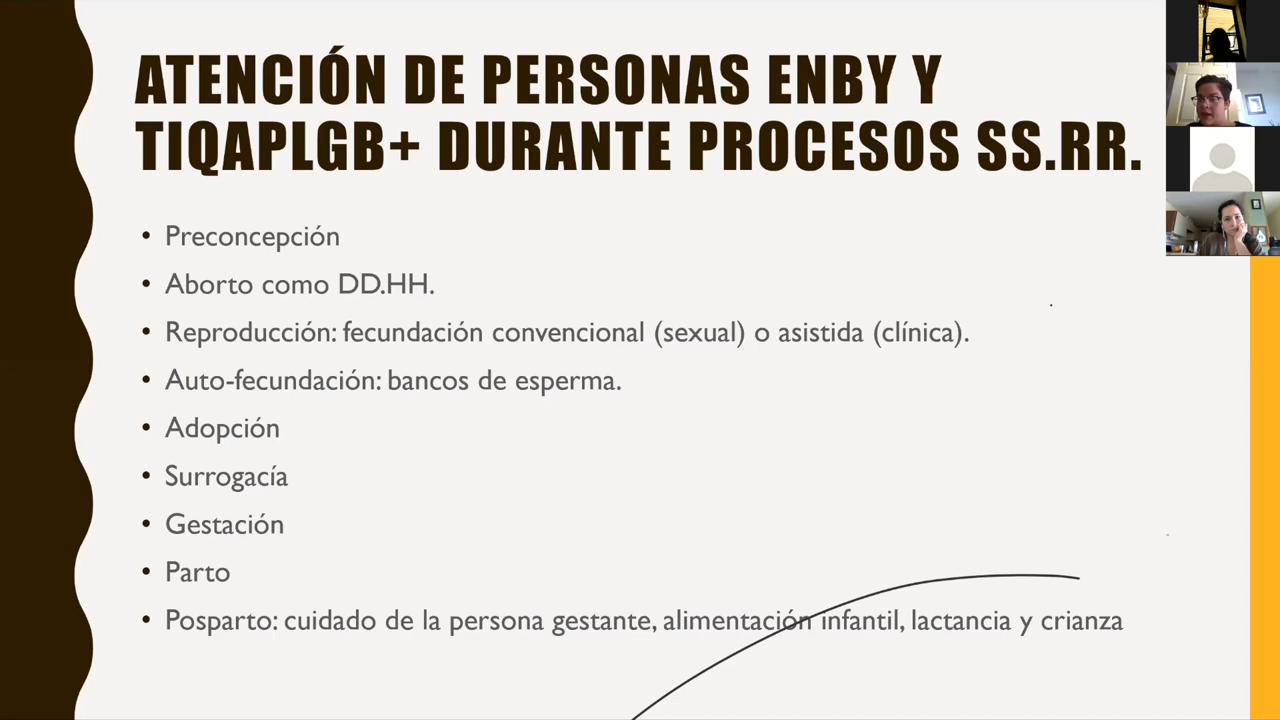 ATENCIÓN DE PERSONAS ENBY Y
TIQAPLGB+ DURANTE PROCESOS SS.RR.
• Preconcepción
• Aborto como DD.HH.
• Reproducción: fecundación convencional (sexual) o asistida (clínica).
• Auto-fecundación: bancos de esperma.
• Adopción
• Surrogacía
• Gestación
• Parto
• Posparto: cuidado de la persona gestante, alimentación infantil, lactancia y crianza